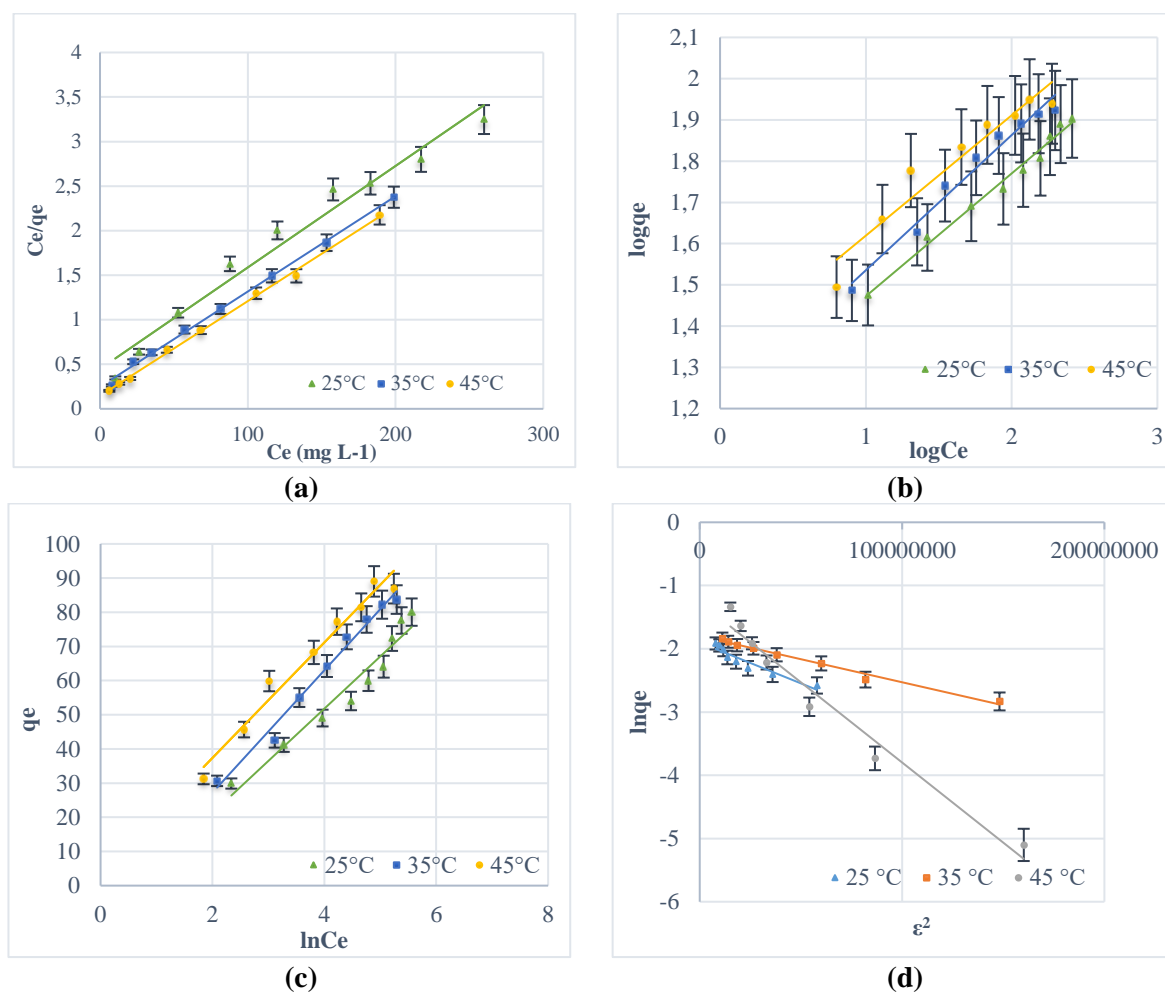 4
3,5
3
2,5
2
1,5
1
0,5
0
Ce/qe
0 100 200 300
Ce (mg L-1)
25°C 35°C 45°C
(a)
2,1
2
1,9
1,8
1,7
1,6
1,5
1,4
1,3
1,2
logqe
0 1 2 3
logCe
25°C 35°C 45°C
(b)
100
90
80
70
60
50
40
30
20
10
0
qe
0 2 4 6 8
lnCe
25°C 35°C 45°C
(c)
0 100000000 200000000
0
-1
-2
-3
-4
-5
-6
lnqe
25 °C 35 °C 45 °C
ε²
(d)